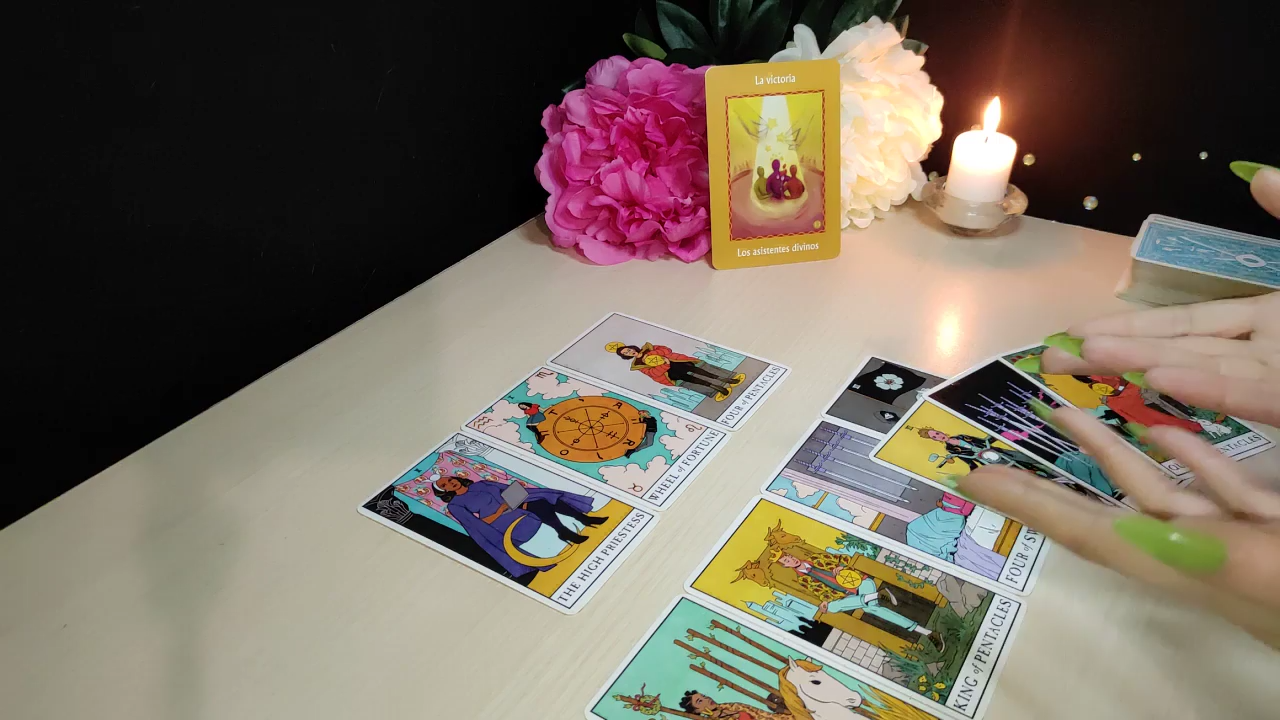 La victoria
Los asistentes divinos
FOUR of PENTACLES
WHEEL of FORTUNE
THE HIGH PRIESTESS
FOUR of
KING of PENTACLES